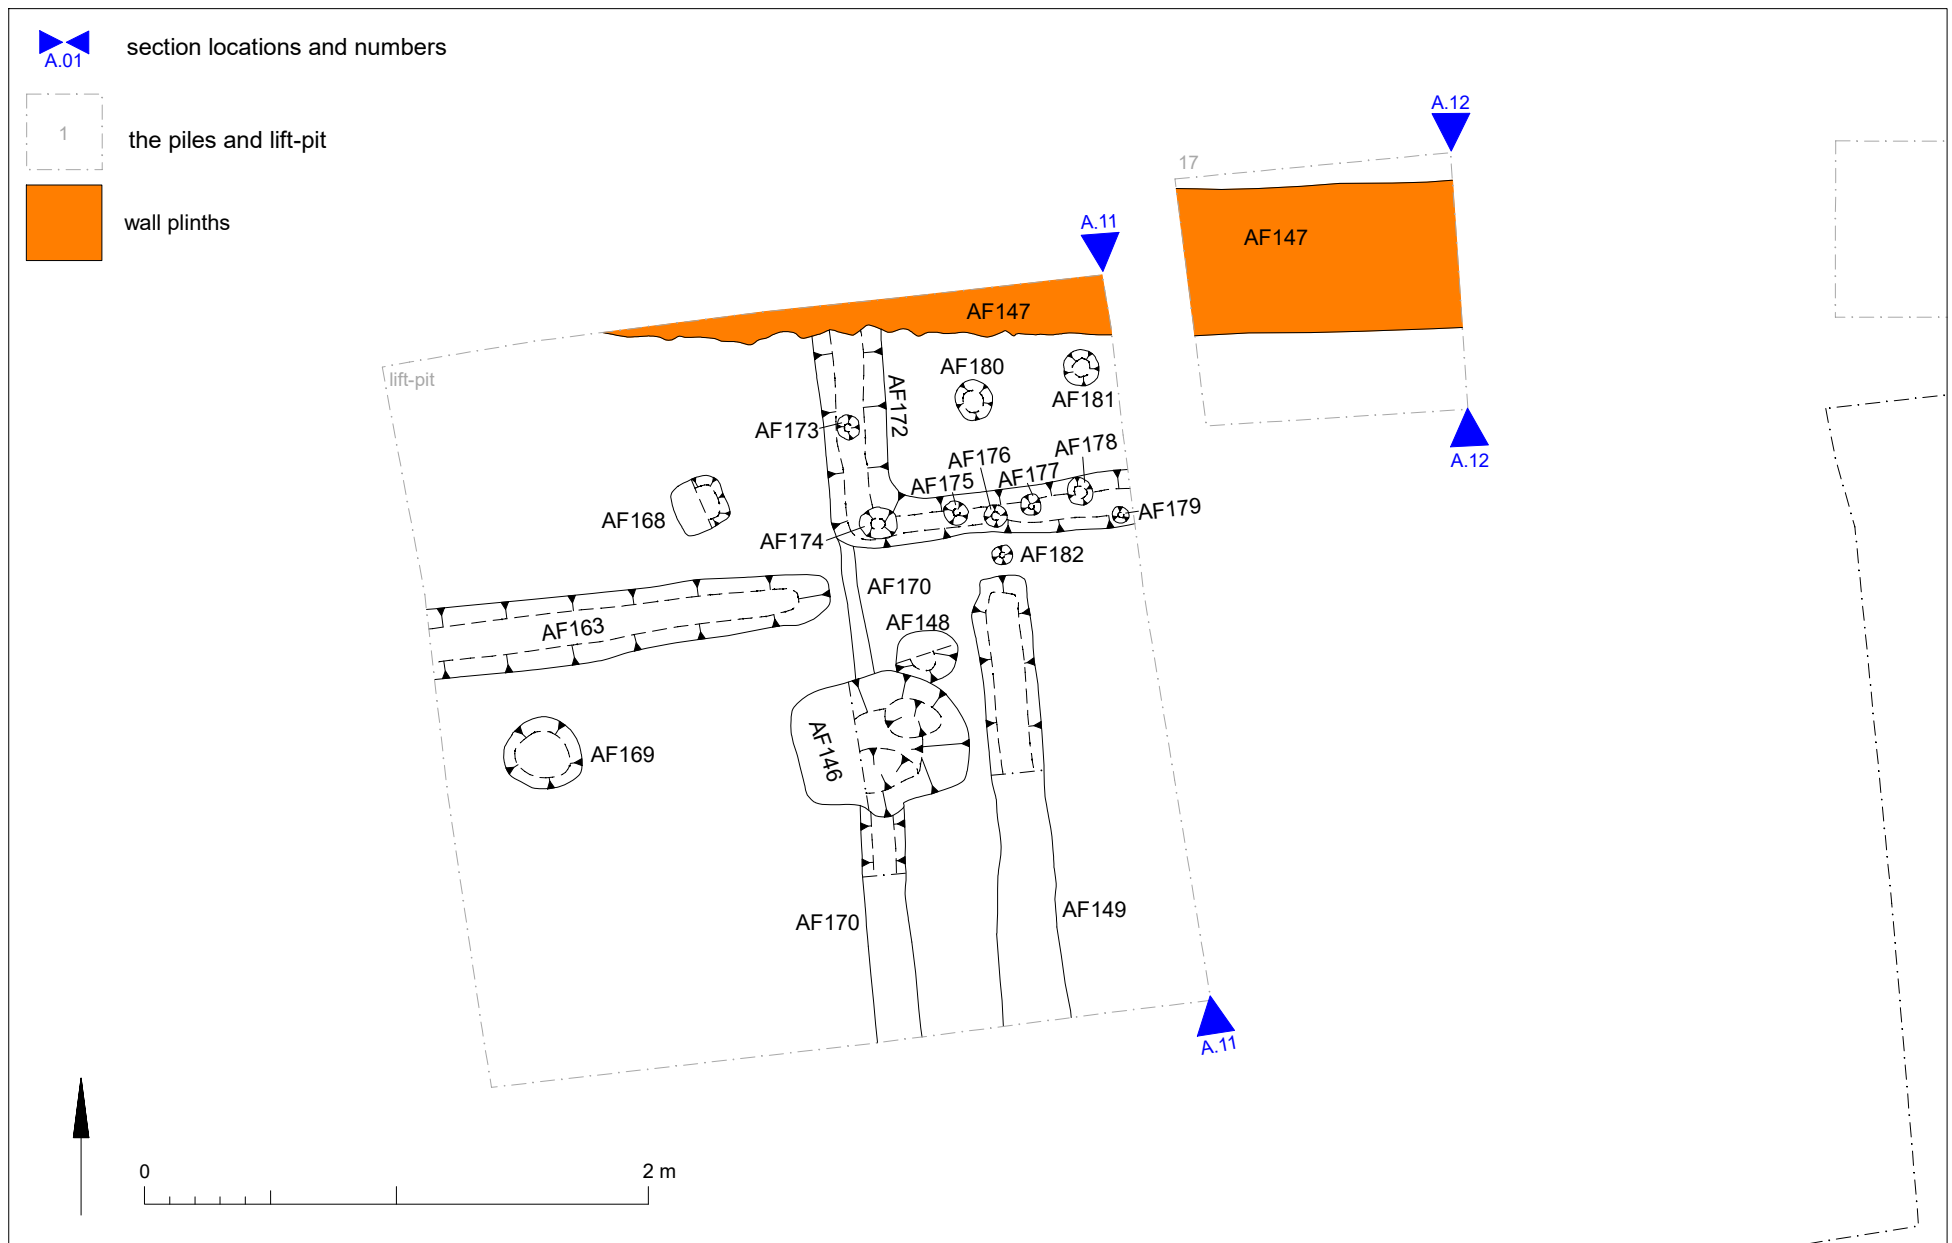 A.01
section locations and numbers
1
the piles and lift-pit
wall plinths
A.12
17
AF147
A.11
AF147
lift-pit
AF180
AF181
AF172
AF173
AF178
AF176
AF177
AF175
A.12
AF168
AF179
AF174
AF182
AF170
AF148
AF163
AF146
AF169
AF149
AF170
A.11
0
2 m